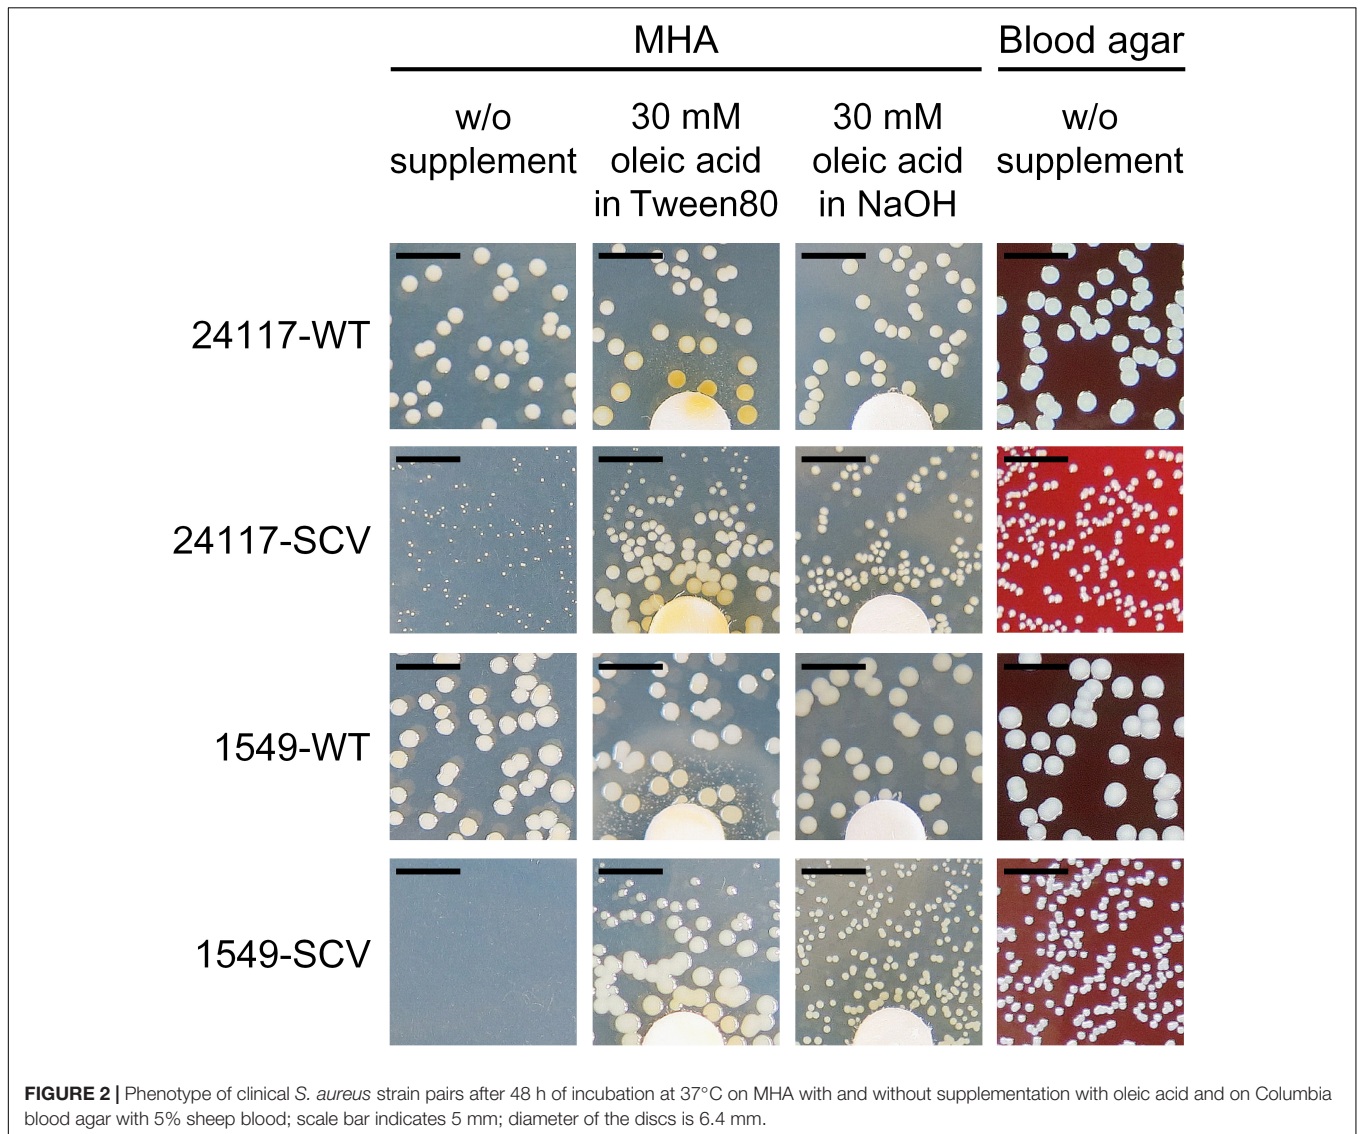 MHA Blood agar
w/o supplement
30 mM oleic acid in Tween80
30 mM oleic acid in NaOH
w/o supplement
24117-WT
24117-SCV
1549-WT
1549-SCV
FIGURE 2 | Phenotype of clinical S. aureus strain pairs after 48 h of incubation at 37°C on MHA with and without supplementation with oleic acid and on Columbia
blood agar with 5% sheep blood; scale bar indicates 5 mm; diameter of the discs is 6.4 mm.